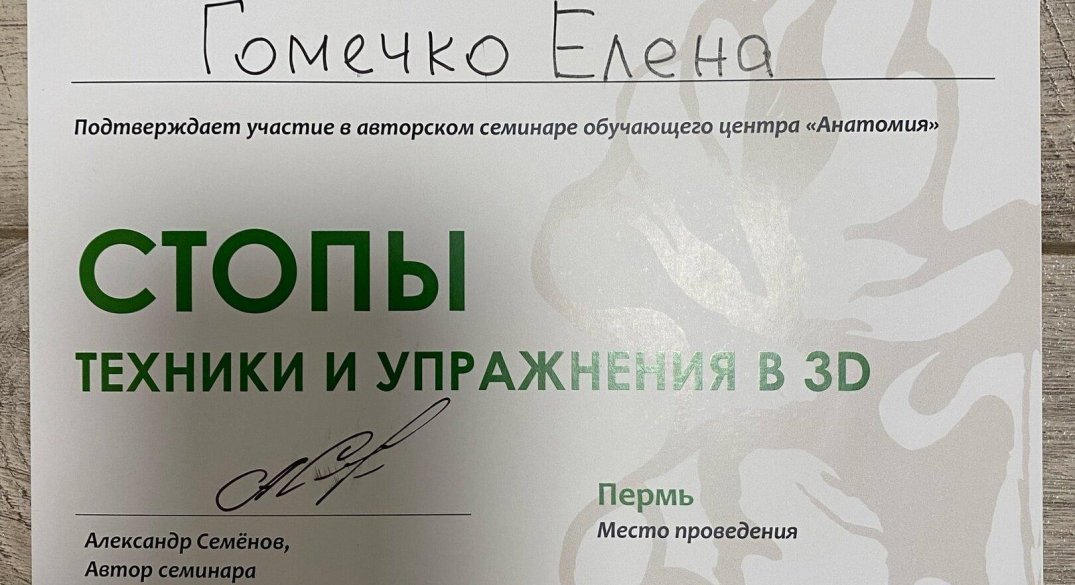 Гомечко Елена
Подтверждает участие в авторском семинаре обучающего центра «Анатомия»
СТОПЫ
ТЕХНИКИ И УПРАЖНЕНИЯ В 3D
Александр Семёнов,
Автор семинара
Пермь
Место проведения